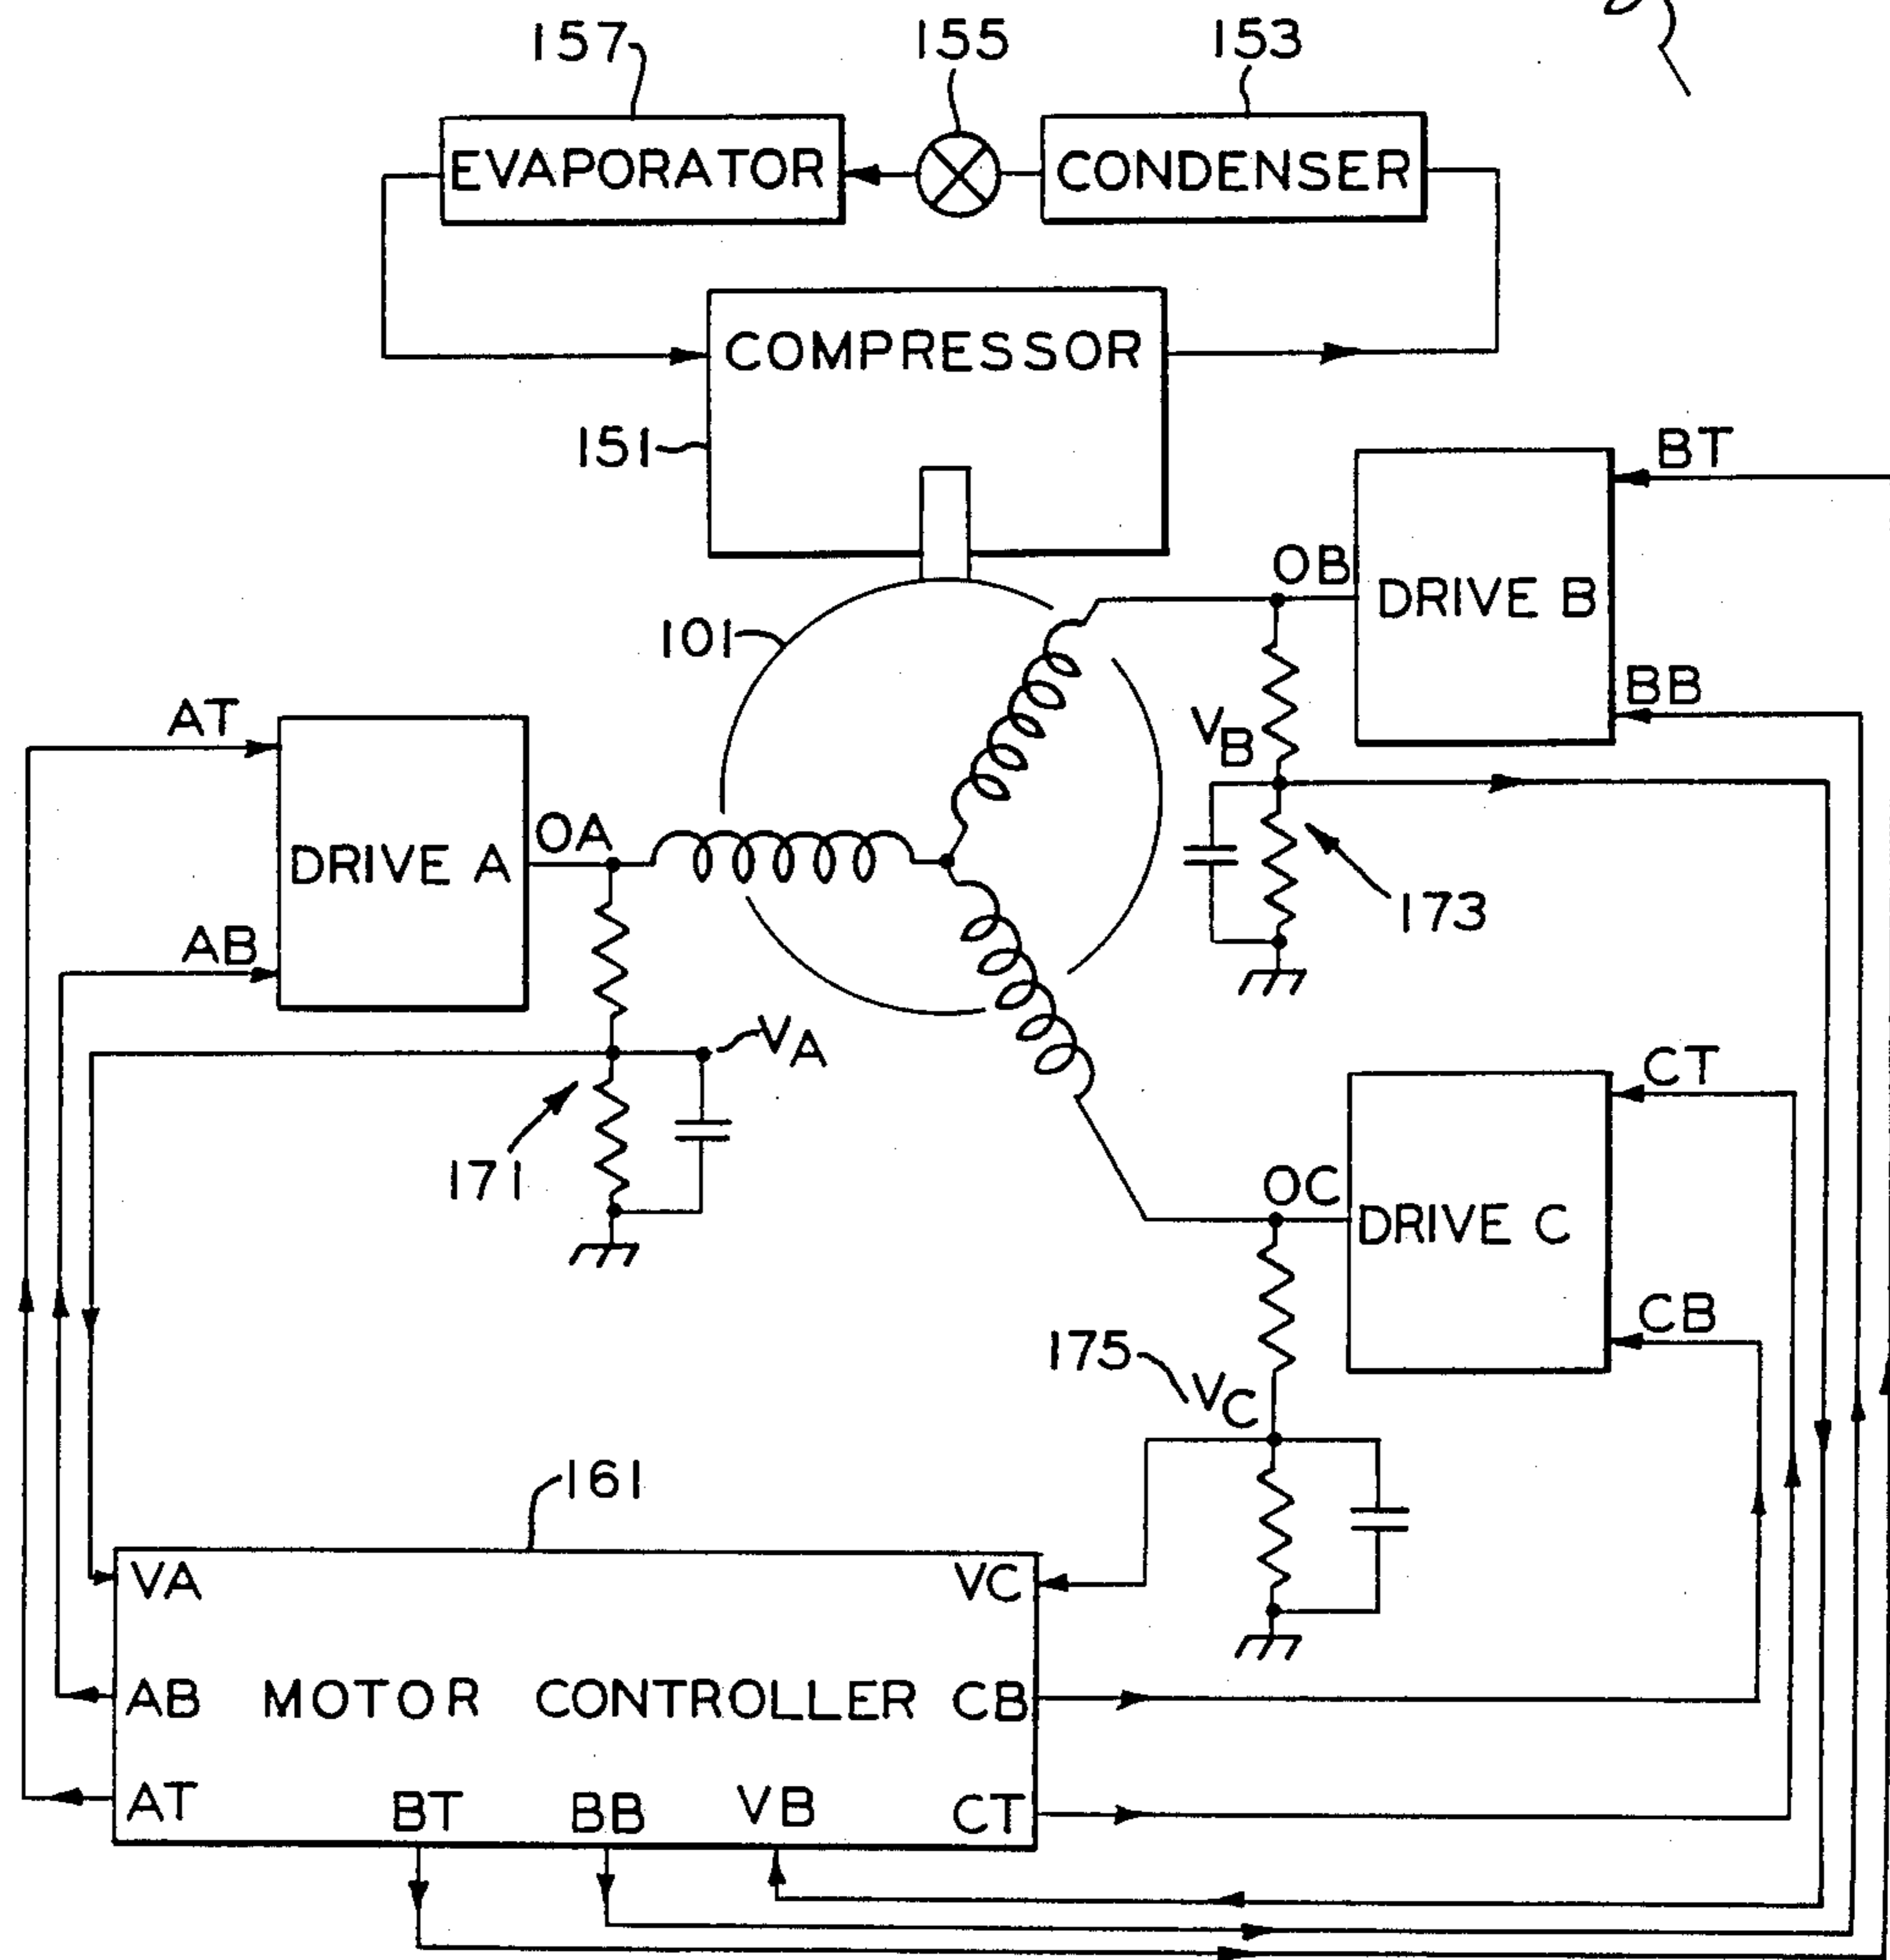 157 155 153
EVAPORATOR CONDENSER
COMPRESSOR
151
BT
OB
DRIVE B
101
BB
AT
VB
OA
DRIVE A
173
AB
VA
CT
171
OC
DRIVE C
CB
175
VC
161
VA VC
AB MOTOR CONTROLLER CB
AT BT BB VB CT